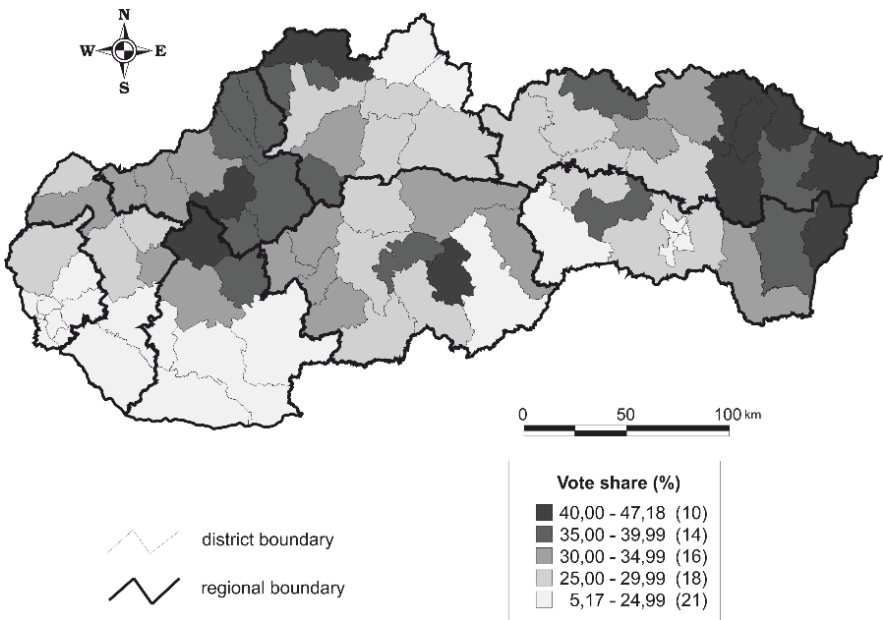 N
W E
S
0 50 100 km
Vote share (%)
40,00 - 47,18 (10)
35,00 - 39,99 (14)
30,00 - 34,99 (16)
25,00 - 29,99 (18)
5,17 - 24,99 (21)
district boundary
regional boundary